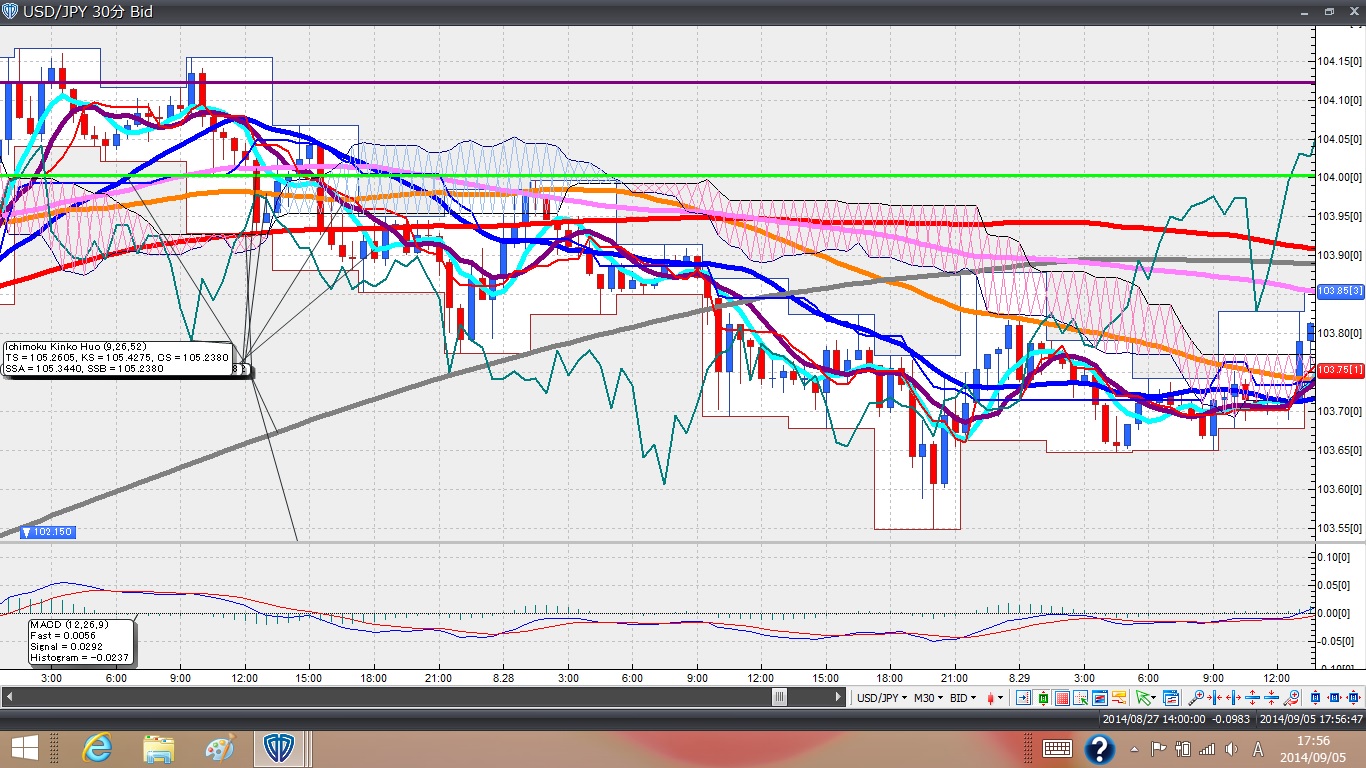 USD/JPY 30分 Bid
104.15[0]
104.10[0]
104.05[0]
104.00[0]
103.95[0]
103.90[0]
103.85[3]
103.80[0]
103.75[1]
103.70[0]
103.65[0]
103.60[0]
103.55[0]
Ichimoku Kinko Huo (9,26,52)
TS = 105.2605, KS = 105.4275, CS = 105.2380
SSA = 105.3440, SSB = 105.2380
▼ 102.150
0.10[0]
0.05[0]
0.00[0]
-0.05[0]
-0.10[0]
MACD (12,26,9)
Fast = 0.0056
Signal = 0.0292
Histogram = -0.0237
3:00 6:00 9:00 12:00 15:00 18:00 21:00 8.28 3:00 6:00 9:00 12:00 15:00 18:00 21:00 8.29 3:00 6:00 9:00 12:00
USD/JPY M30 BID
2014/08/27 14:00:00 -0.0983 2014/09/05 17:56:47
A
17:56
2014/09/05